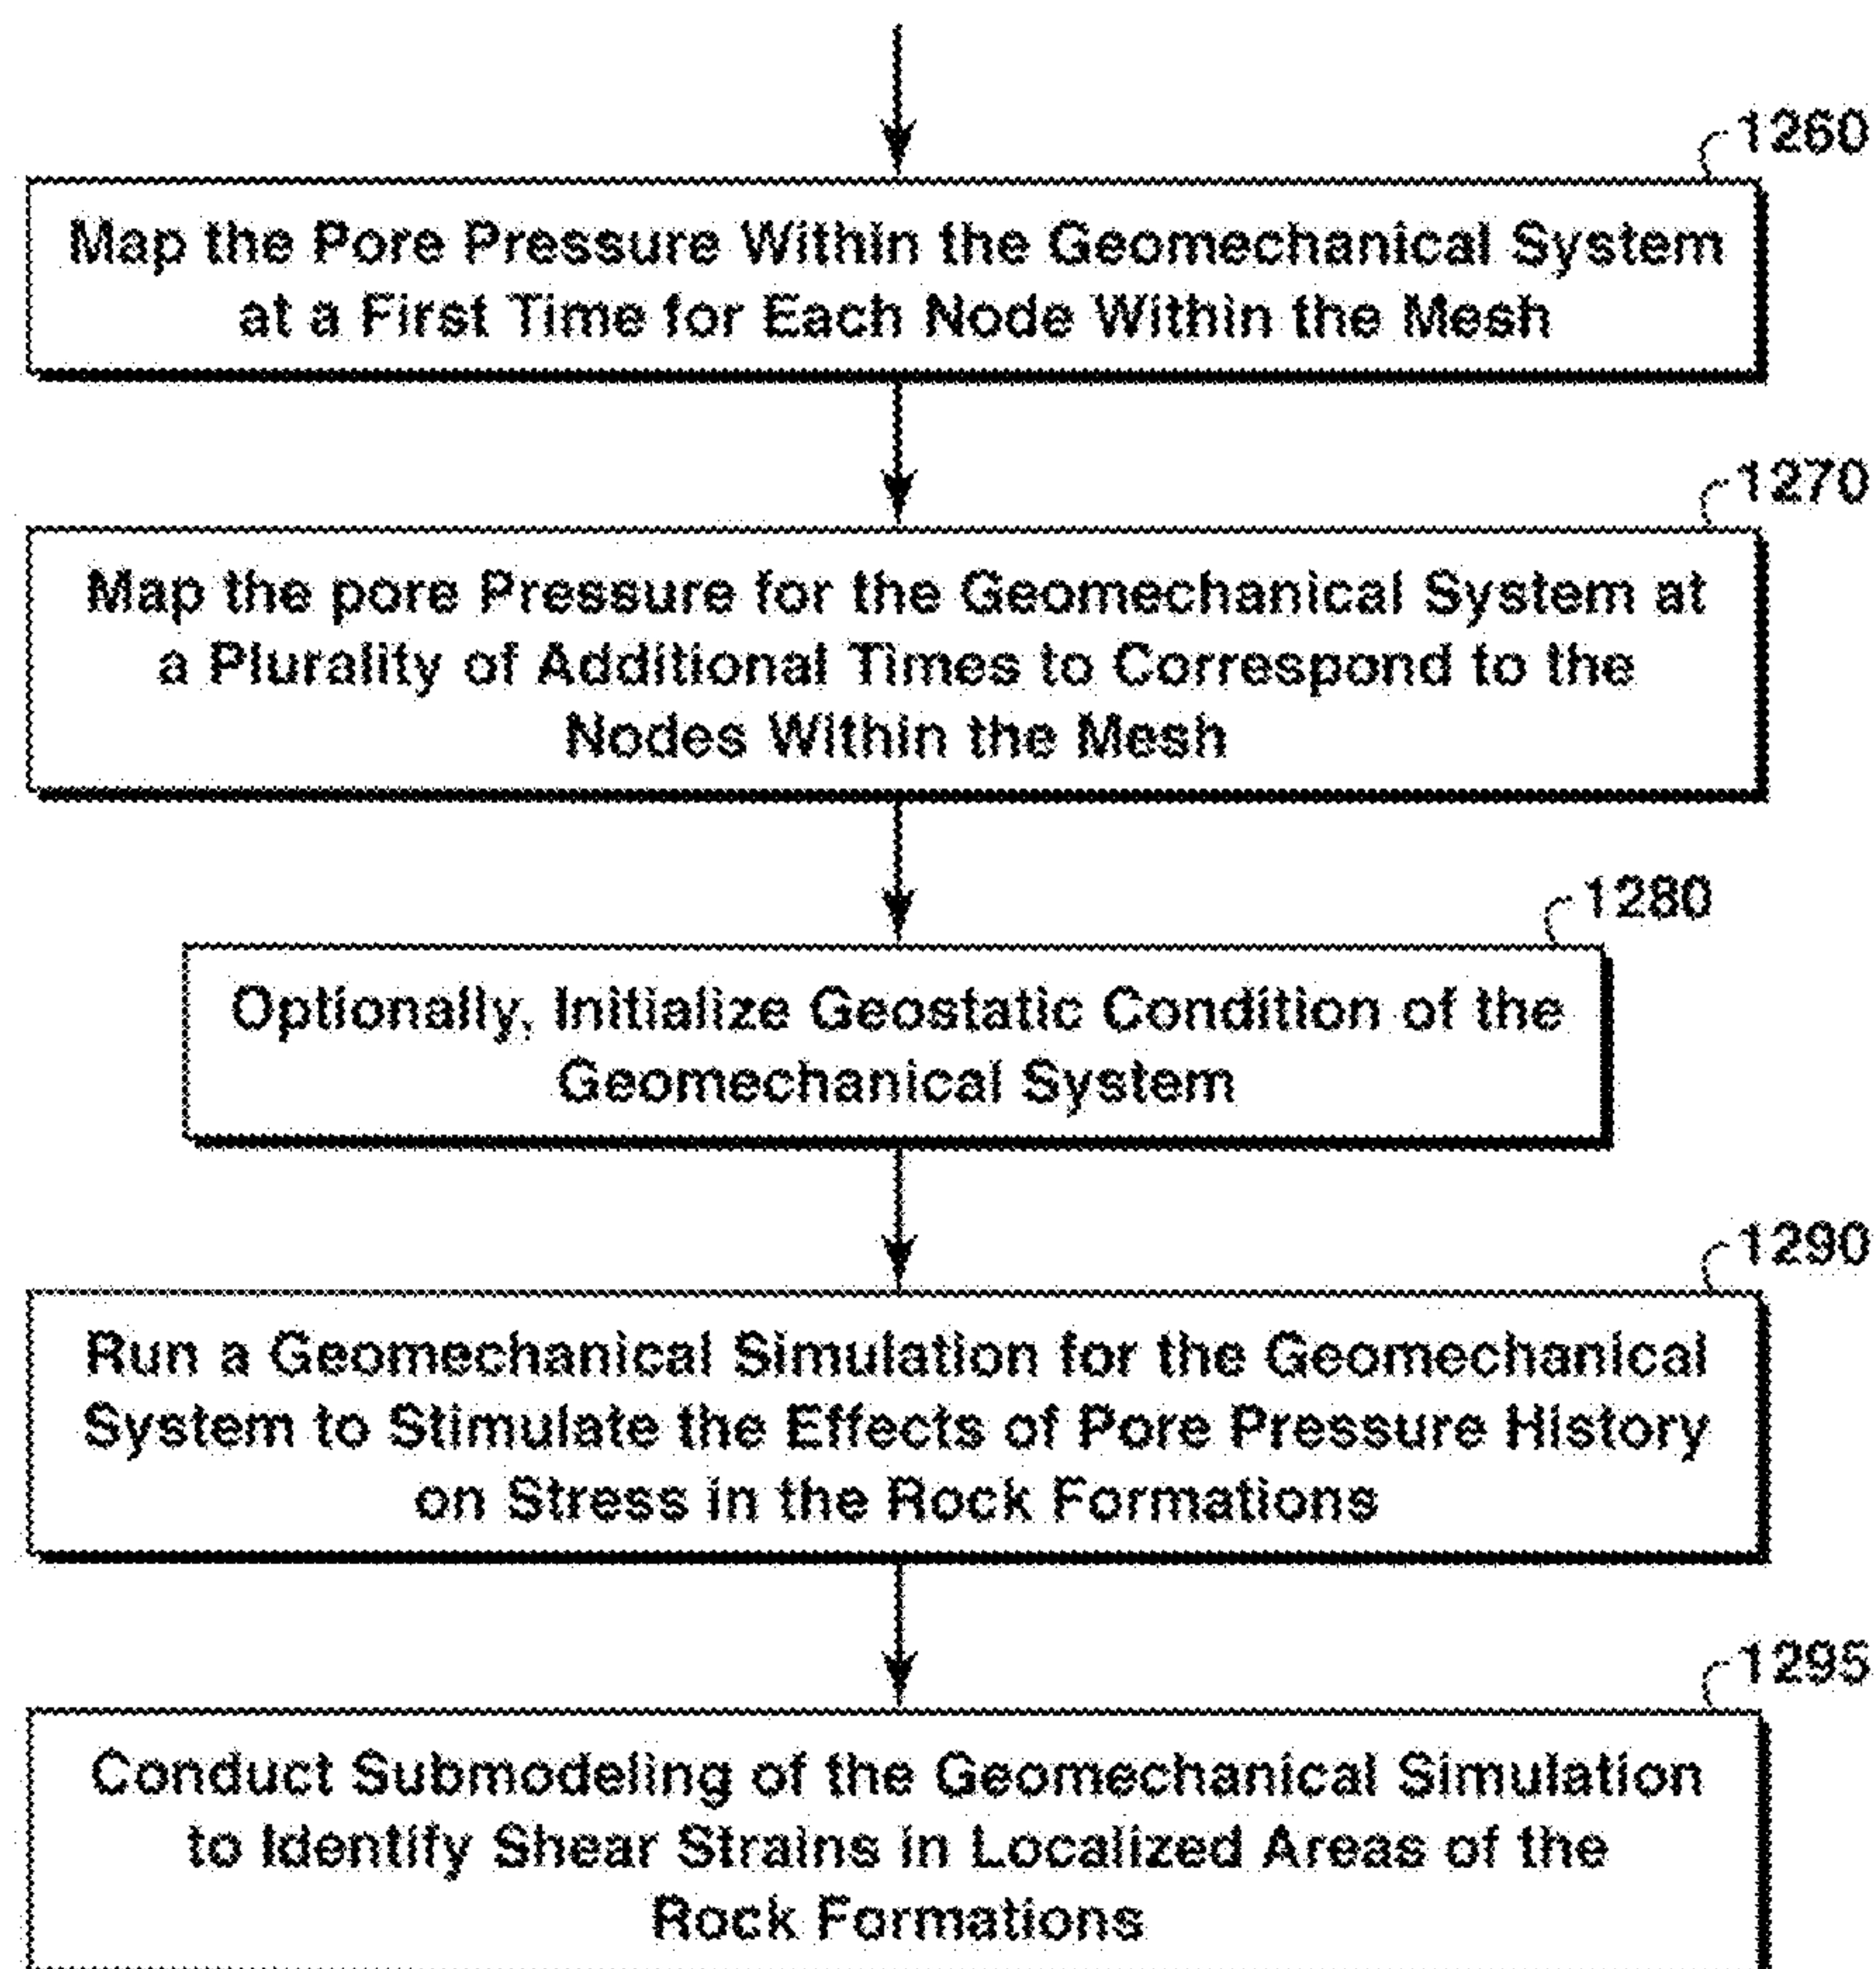 1260
Map the Pore Pressure Within the Geomechanical System
at a First Time for Each Node Within the Mesh
1270
Map the pore Pressure for the Geomechanical System at
a Plurality of Additional Times to Correspond to the
Nodes Within the Mesh
1280
Optionally, Initialize Geostatic Condition of the
Geomechanical System
1290
Run a Geomechanical Simulation for the Geomechanical
System to Stimulate the Effects of Pore Pressure History
on Stress in the Rock Formations
1295
Conduct Submodeling of the Geomechanical Simulation
to Identify Shear Strains in Localized Areas of the
Rock Formations